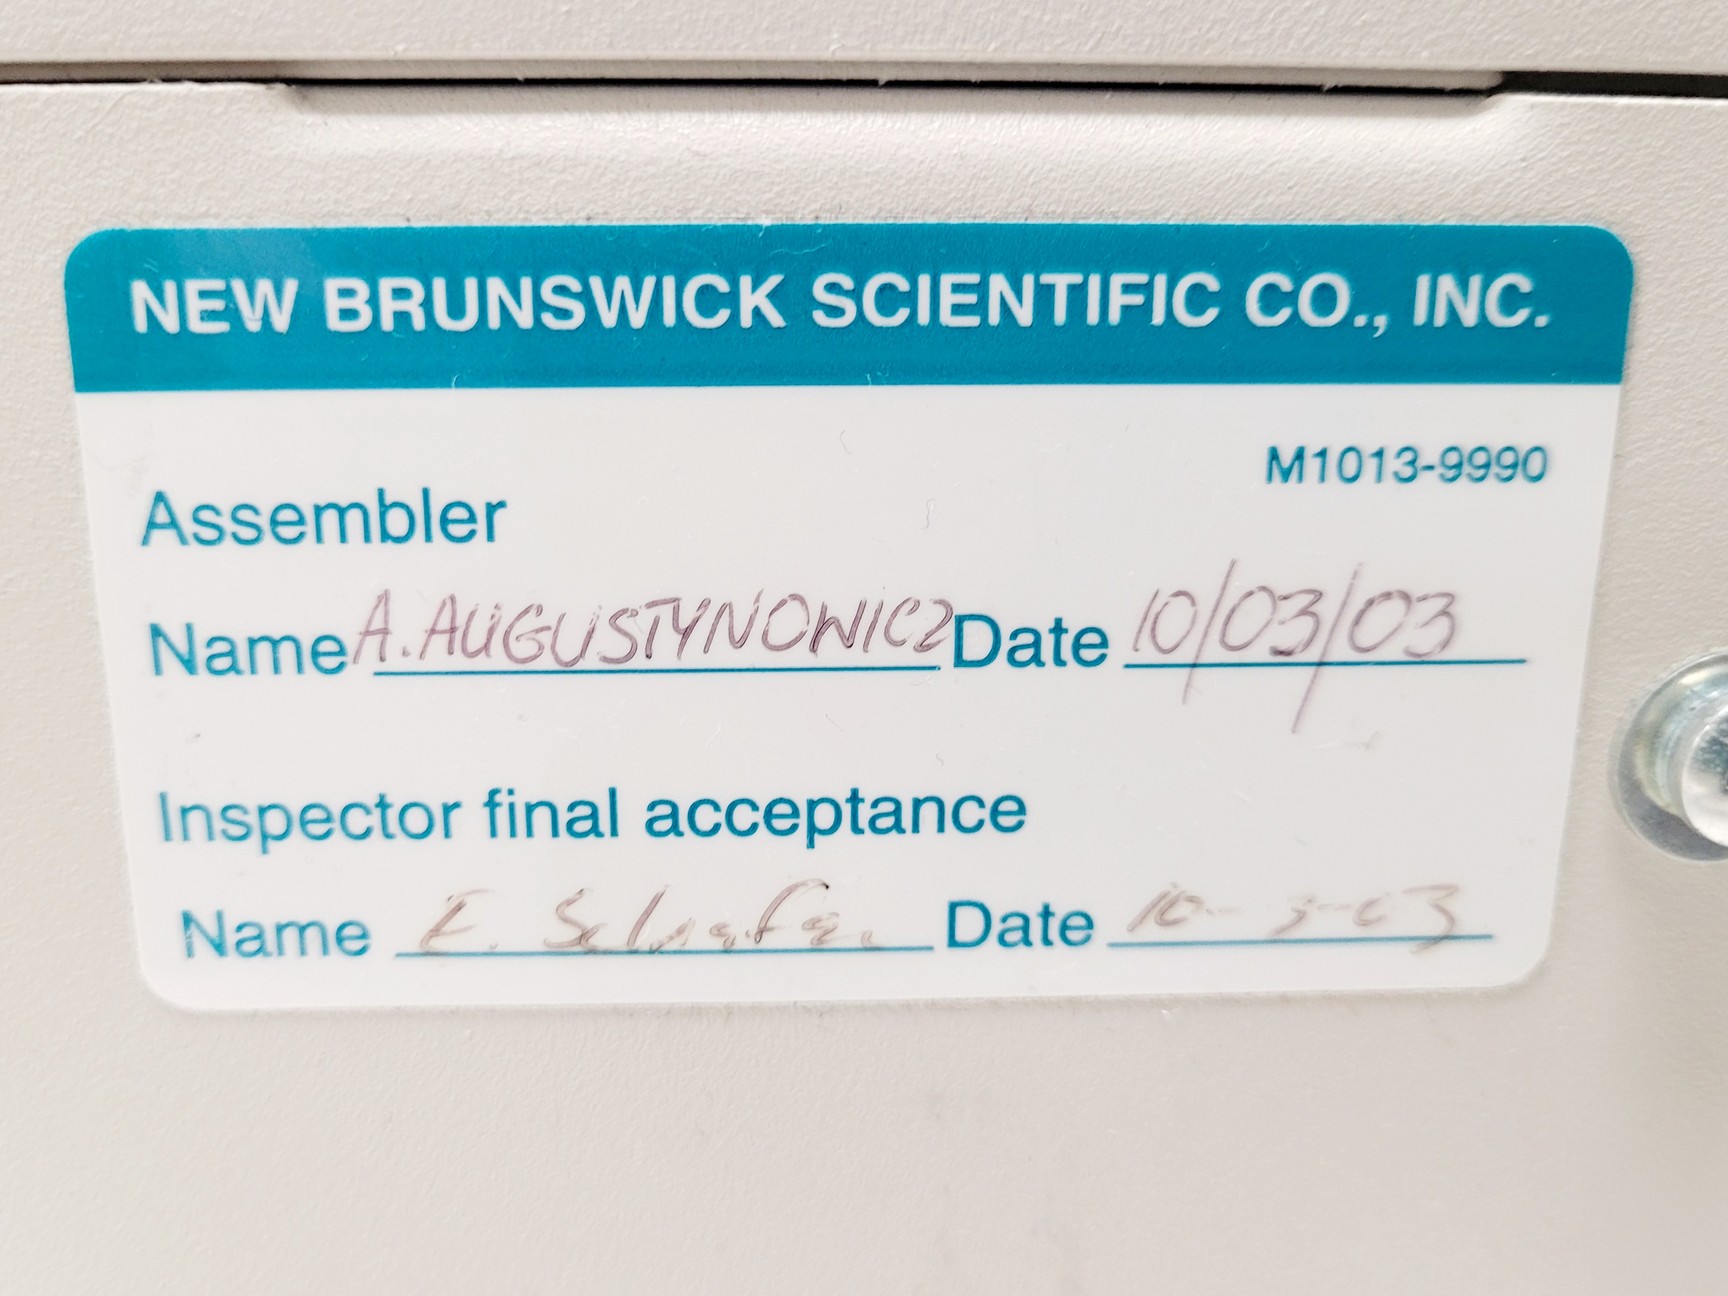 NEW BRUNSWICK SCIENTIFIC CO., INC.
M1013-9990
Assembler
Name A. AUGUSTYNOWICZ Date 10/03/03
Inspector final acceptance
Name E. Date 10-3-03